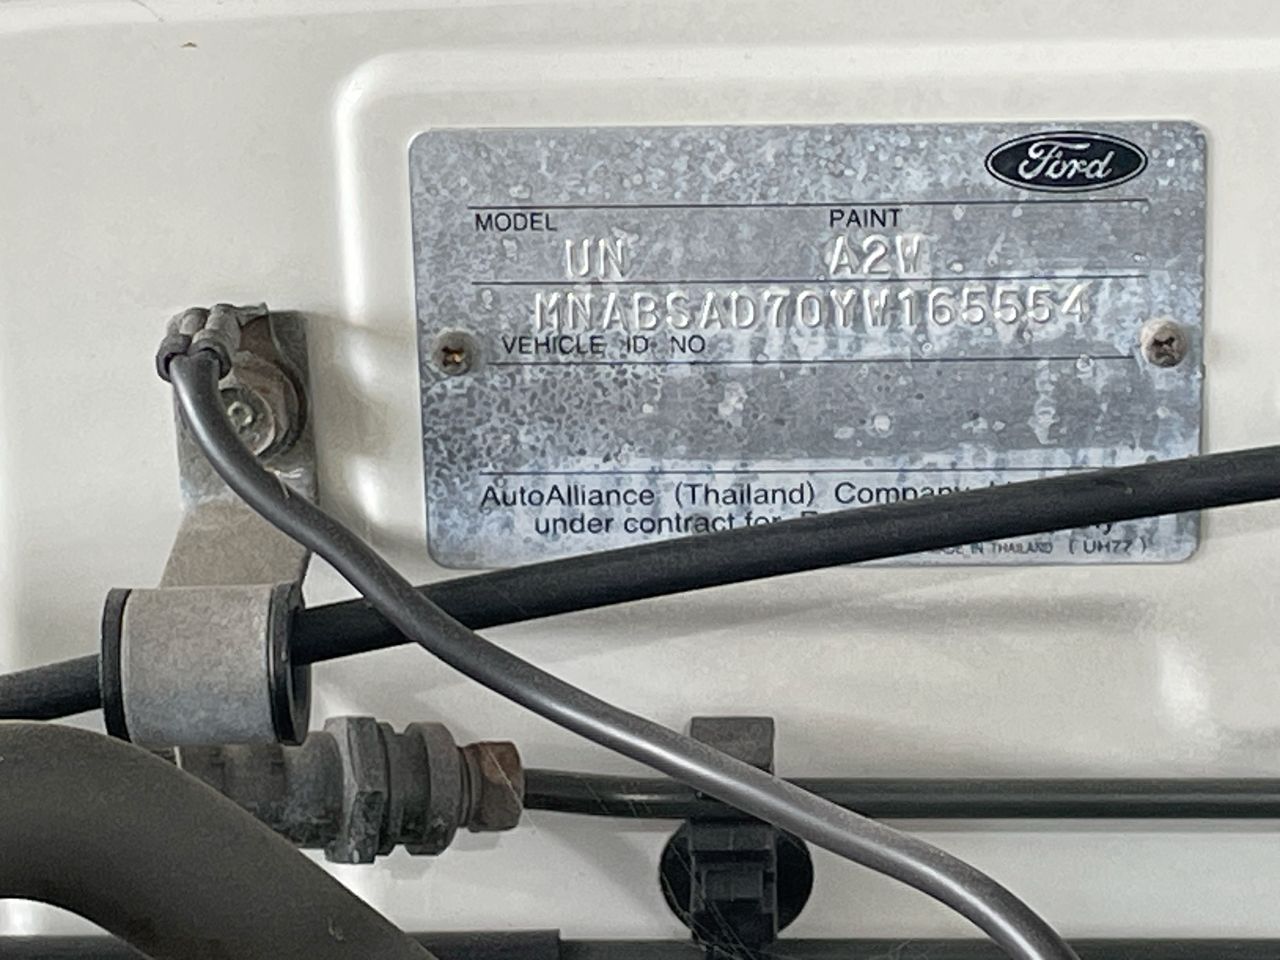 Ford
MODEL PAINT
UN A2W
MNABSAD70YW165554
VEHICLE ID NO
AutoAlliance (Thailand) Company
under contract for
IN THAILAND ( UH77 )